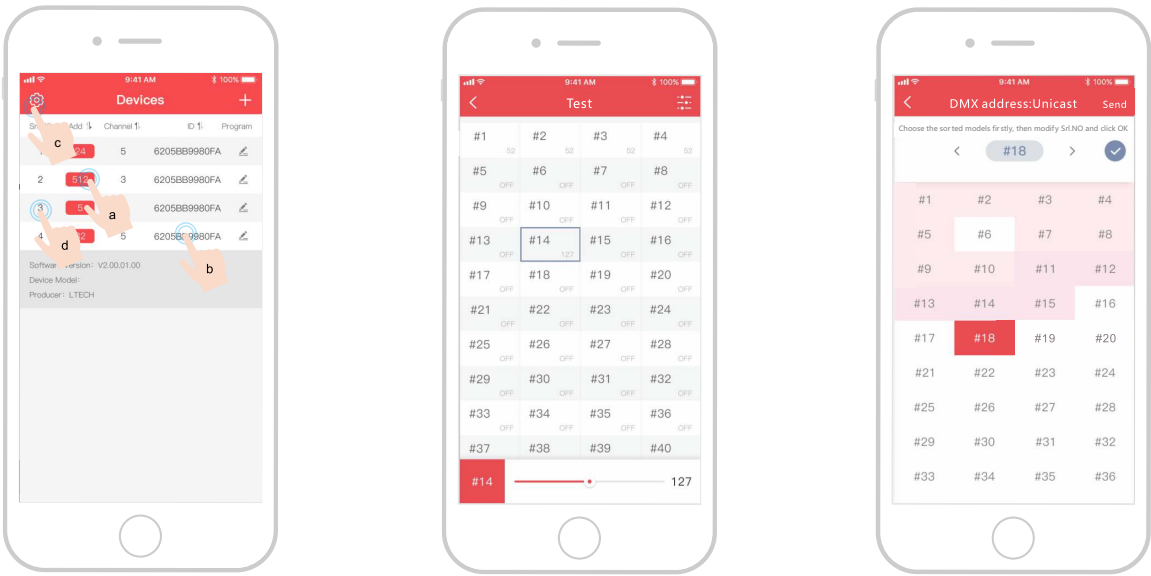 9:41 AM 100%
Devices +
Add Channel ID Program
24 5 6205BB9980FA
2 512 3 6205BB9980FA
a
3 5 6205BB9980FA
4 5 6205BB9980FA
c
d
b
Software Version: V2.00.01.00
Device Model:
Producer: LTECH
9:41 AM 100%
Test
#1 52 #2 52 #3 52 #4 52
#5 OFF #6 OFF #7 OFF #8 OFF
#9 OFF #10 OFF #11 OFF #12 OFF
#13 OFF #14 127 #15 OFF #16 OFF
#17 OFF #18 OFF #19 OFF #20 OFF
#21 OFF #22 OFF #23 OFF #24 OFF
#25 OFF #26 OFF #27 OFF #28 OFF
#29 OFF #30 OFF #31 OFF #32 OFF
#33 OFF #34 OFF #35 OFF #36 OFF
#37 #38 #39 #40
#14 127
9:41 AM 100%
DMX address:Unicast Send
Choose the sorted models firstly, then modify Srl.NO and click OK
< #18 >
#1 #2 #3 #4
#5 #6 #7 #8
#9 #10 #11 #12
#13 #14 #15 #16
#17 #18 #19 #20
#21 #22 #23 #24
#25 #26 #27 #28
#29 #30 #31 #32
#33 #34 #35 #36